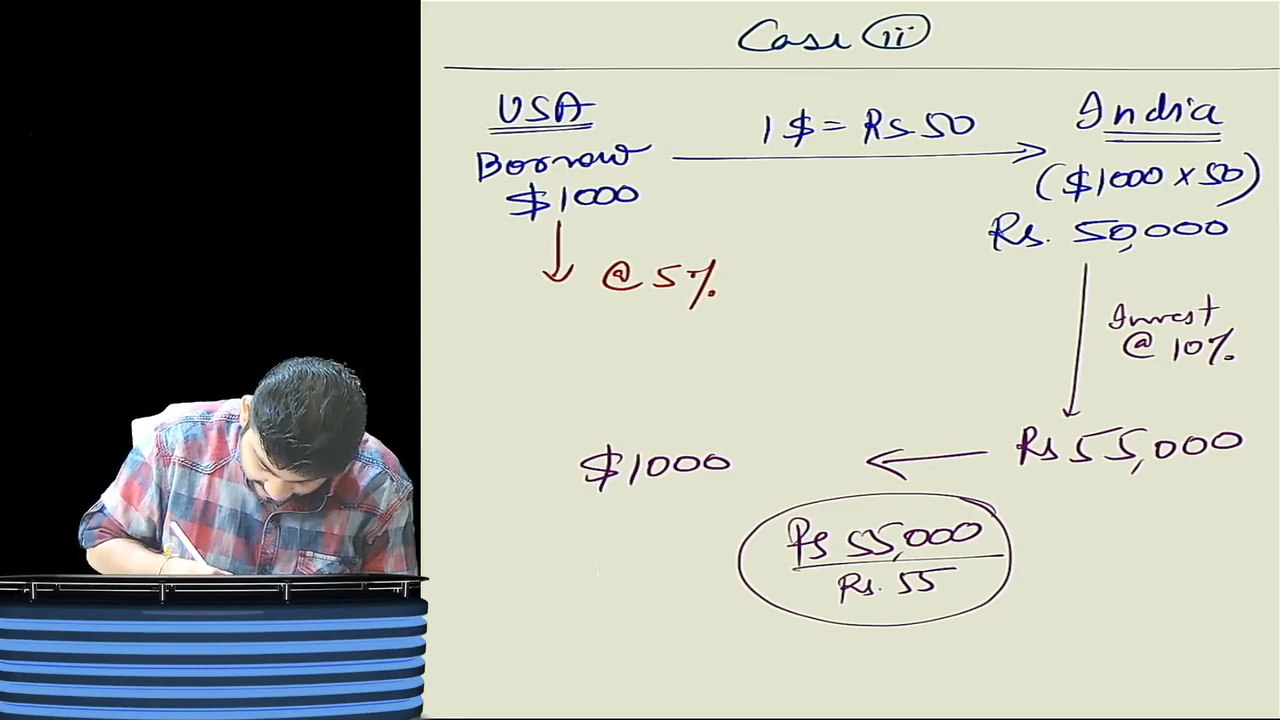 Case ii
USA
Borrow
$1000
1$ = Rs 50
India
($1000 x 50)
Rs. 50,000
@ 5%
Invest
@ 10%
Rs 55,000
$1000
Rs 55,000
Rs. 55